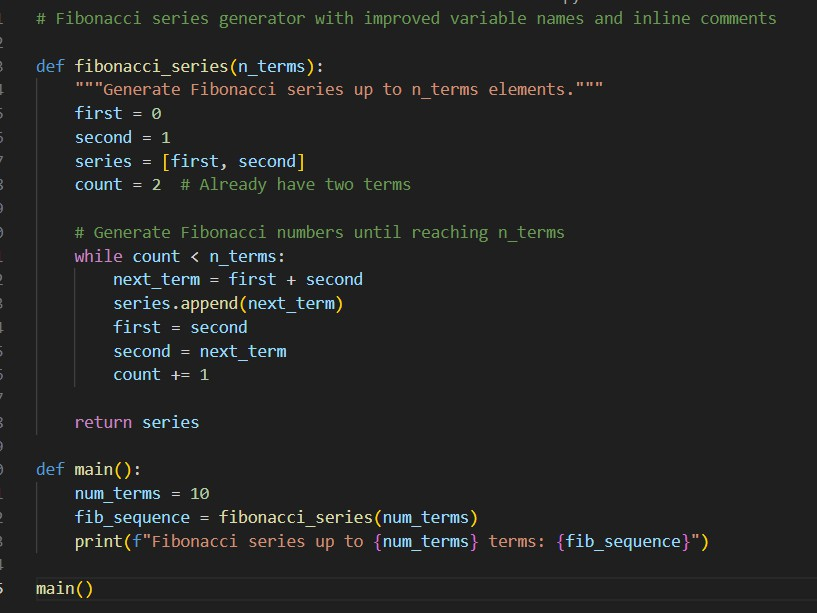 # Fibonacci series generator with improved variable names and inline comments
def fibonacci_series(n_terms):
"""Generate Fibonacci series up to n_terms elements."""
first = 0
second = 1
series = [first, second]
count = 2  # Already have two terms
# Generate Fibonacci numbers until reaching n_terms
while count < n_terms:
next_term = first + second
series.append(next_term)
first = second
second = next_term
count += 1
return series
def main():
num_terms = 10
fib_sequence = fibonacci_series(num_terms)
print(f"Fibonacci series up to {num_terms} terms: {fib_sequence}")
main()